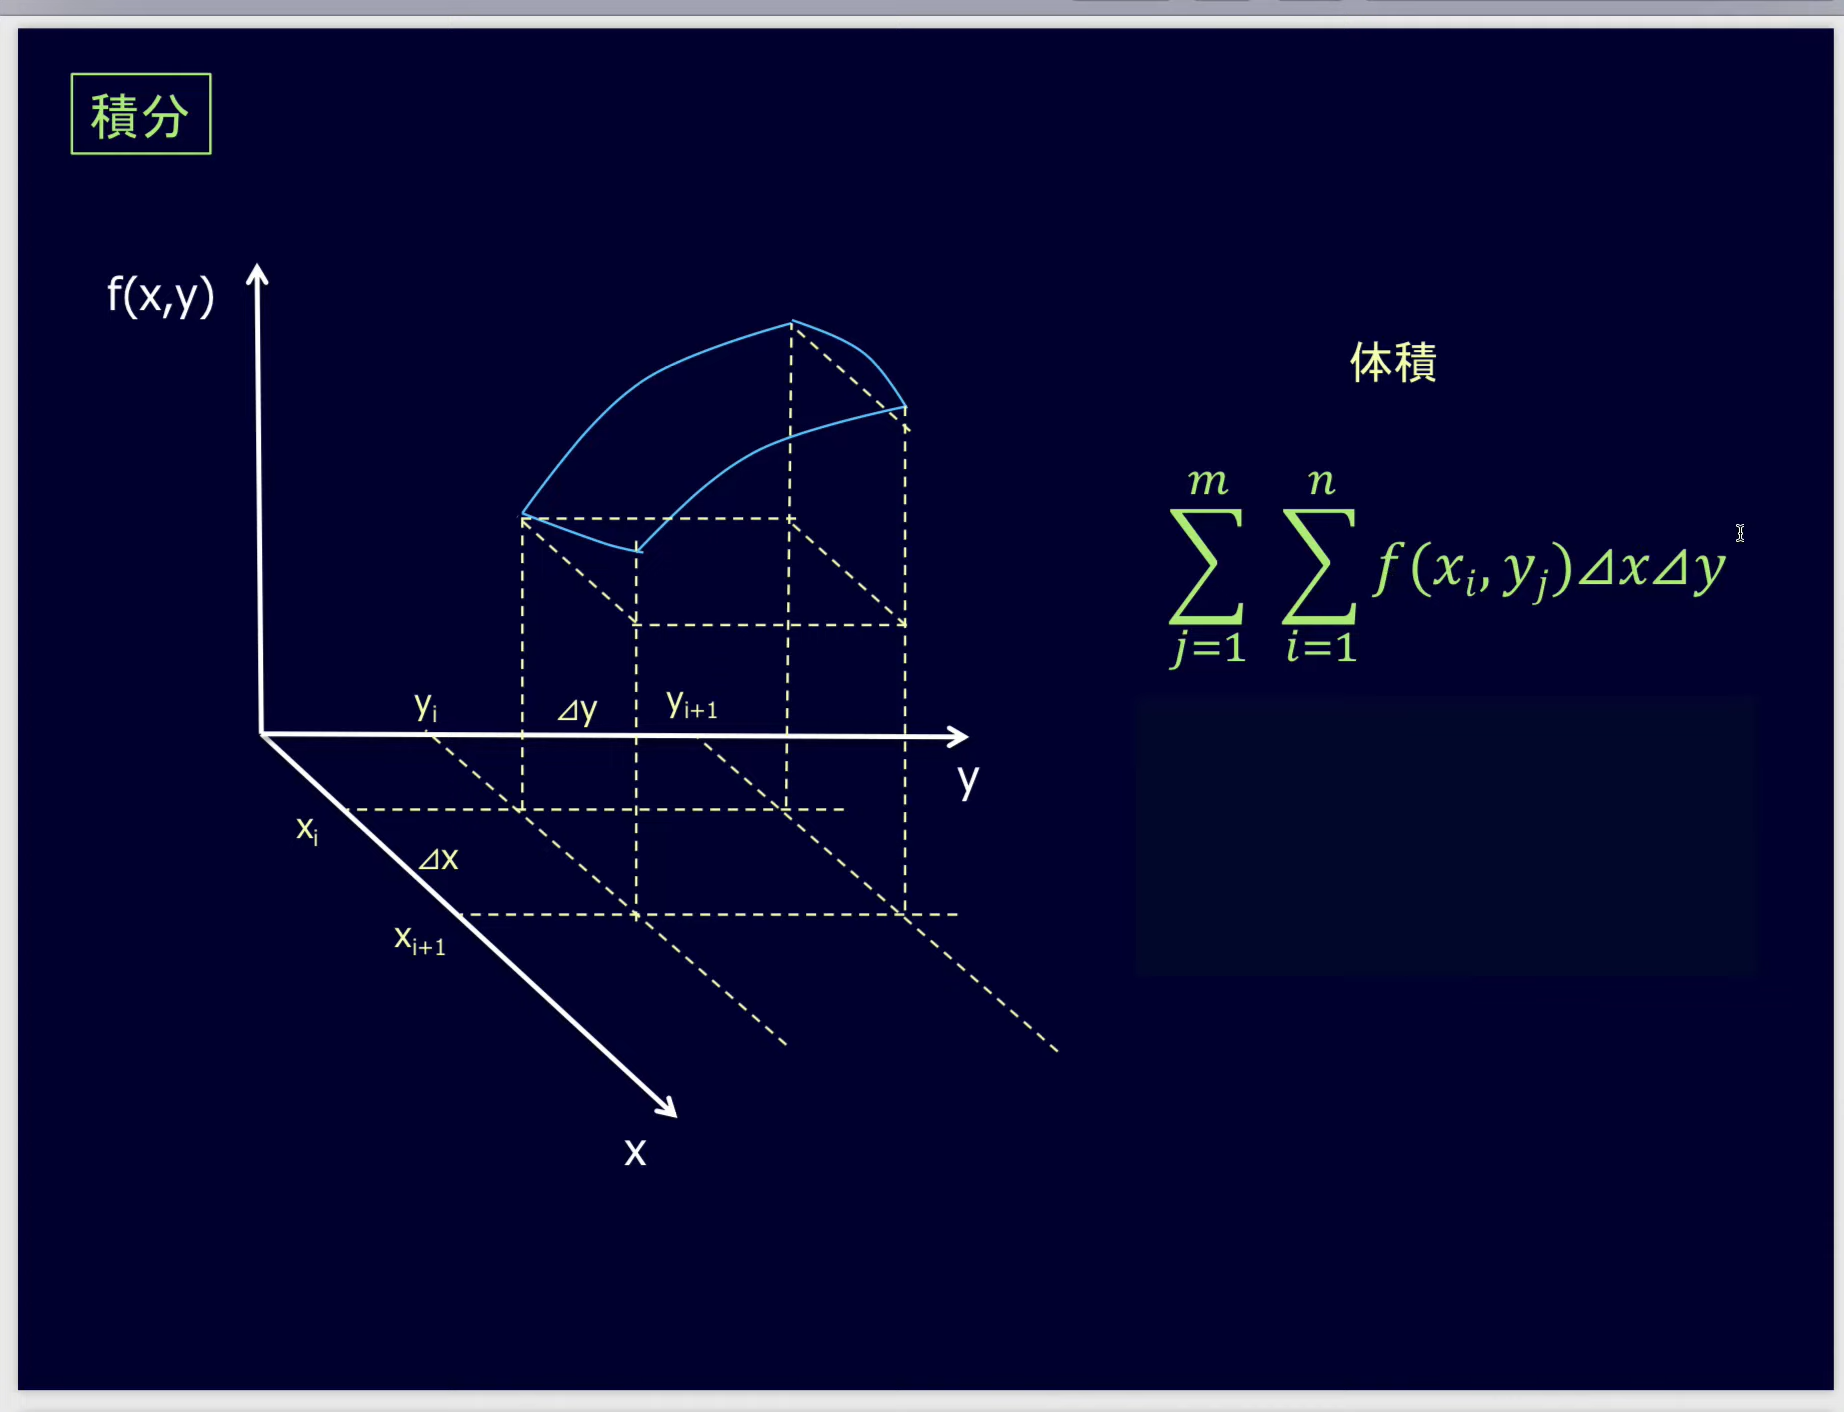 積分
f(x,y)
体積
m n
∑ ∑ f(xᵢ, yⱼ)⊿x⊿y
j=1 i=1
yᵢ ⊿y yᵢ₊₁
y
xᵢ
⊿x
xᵢ₊₁
x